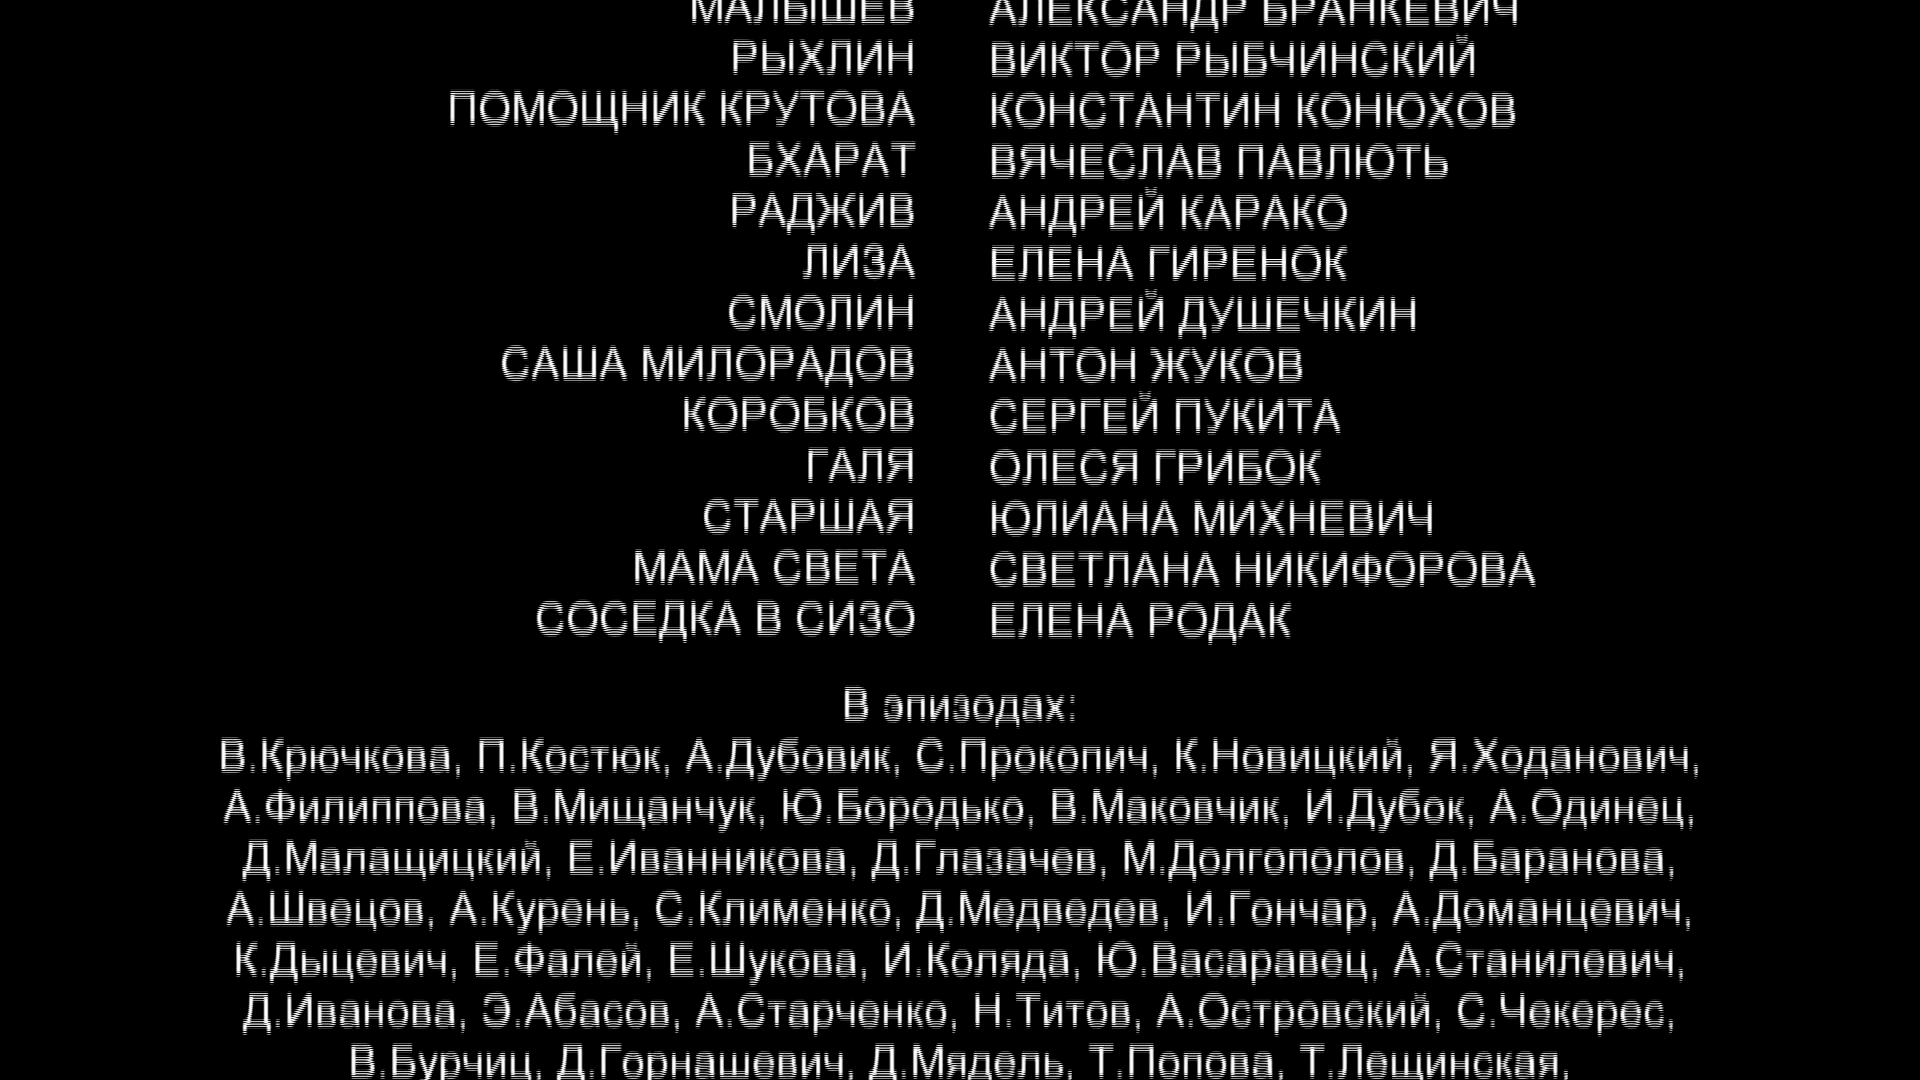 МАЛЫШЕВ АЛЕКСАНДР БРАНКЕВИЧ
РЫХЛИН ВИКТОР РЫБЧИНСКИЙ
ПОМОЩНИК КРУТОВА КОНСТАНТИН КОНЮХОВ
БХАРАТ ВЯЧЕСЛАВ ПАВЛЮТЬ
РАДЖИВ АНДРЕЙ КАРАКО
ЛИЗА ЕЛЕНА ГИРЕНОК
СМОЛИН АНДРЕЙ ДУШЕЧКИН
САША МИЛОРАДОВ АНТОН ЖУКОВ
КОРОБКОВ СЕРГЕЙ ПУКИТА
ГАЛЯ ОЛЕСЯ ГРИБОК
СТАРШАЯ ЮЛИАНА МИХНЕВИЧ
МАМА СВЕТА СВЕТЛАНА НИКИФОРОВА
СОСЕДКА В СИЗО ЕЛЕНА РОДАК
В эпизодах:
В.Крючкова, П.Костюк, А.Дубовик, С.Прокопич, К.Новицкий, Я.Ходанович,
А.Филиппова, В.Мищанчук, Ю.Бородько, В.Маковчик, И.Дубок, А.Одинец,
Д.Малащицкий, Е.Иванникова, Д.Глазачев, М.Долгополов, Д.Баранова,
А.Швецов, А.Курень, С.Клименко, Д.Медведев, И.Гончар, А.Доманцевич,
К.Дыцевич, Е.Фалей, Е.Шукова, И.Коляда, Ю.Васаравец, А.Станилевич,
Д.Иванова, Э.Абасов, А.Старченко, Н.Титов, А.Островский, С.Чекерес,
В.Бурчиц, Д.Горнашевич, Д.Мядель, Т.Попова, Т.Лещинская,